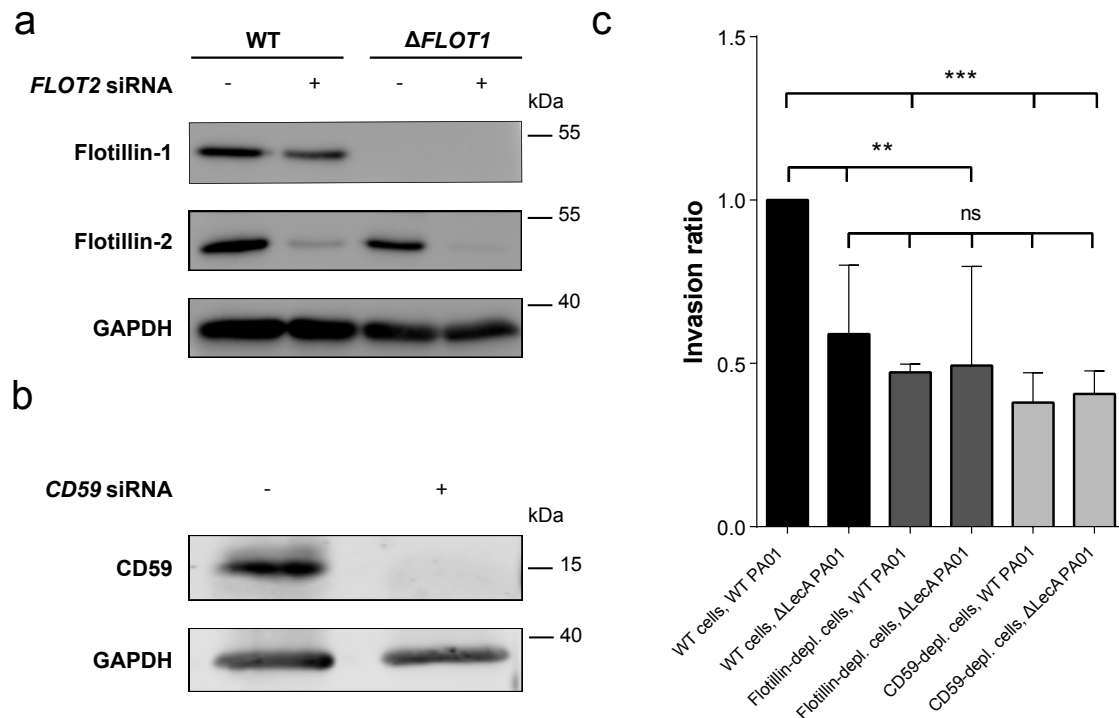 a
WT ΔFLOT1
FLOT2 siRNA - + - +
kDa
Flotillin-1 55
Flotillin-2 55
GAPDH 40
b
CD59 siRNA - +
kDa
CD59 15
GAPDH 40
c
Invasion ratio
1.5
1.0
0.5
0.0
***
**
ns
WT cells, WT PA01
WT cells, ΔLecA PA01
Flotillin-depl. cells, WT PA01
Flotillin-depl. cells, ΔLecA PA01
CD59-depl. cells, WT PA01
CD59-depl. cells, ΔLecA PA01